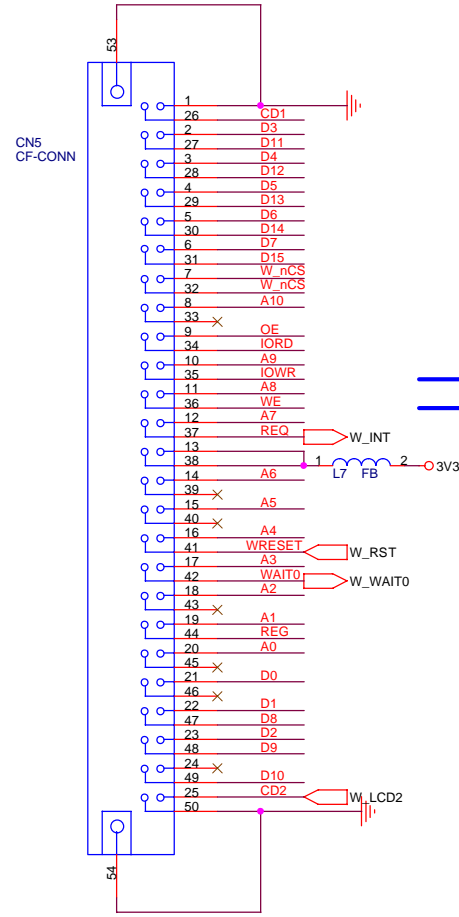 53
CN5
CF-CONN
1
26 CD1
2 D3
27 D11
3 D4
28 D12
4 D5
29 D13
5 D6
30 D14
6 D7
31 D15
7 W_nCS
32 W_nCS
8 A10
33
9 OE
34 IORD
10 A9
35 IOWR
11 A8
36 WE
12 A7
37 REQ W_INT
13
38 1 L7 FB 2 3V3
14 A6
39
15 A5
40
16 A4
41 WRESET W_RST
17 A3
42 WAIT0 W_WAIT0
18 A2
43
19 A1
44 REG
20 A0
45
21 D0
46
22 D1
47 D8
23 D2
48 D9
24
49 D10
25 CD2 W_LCD2
50
54